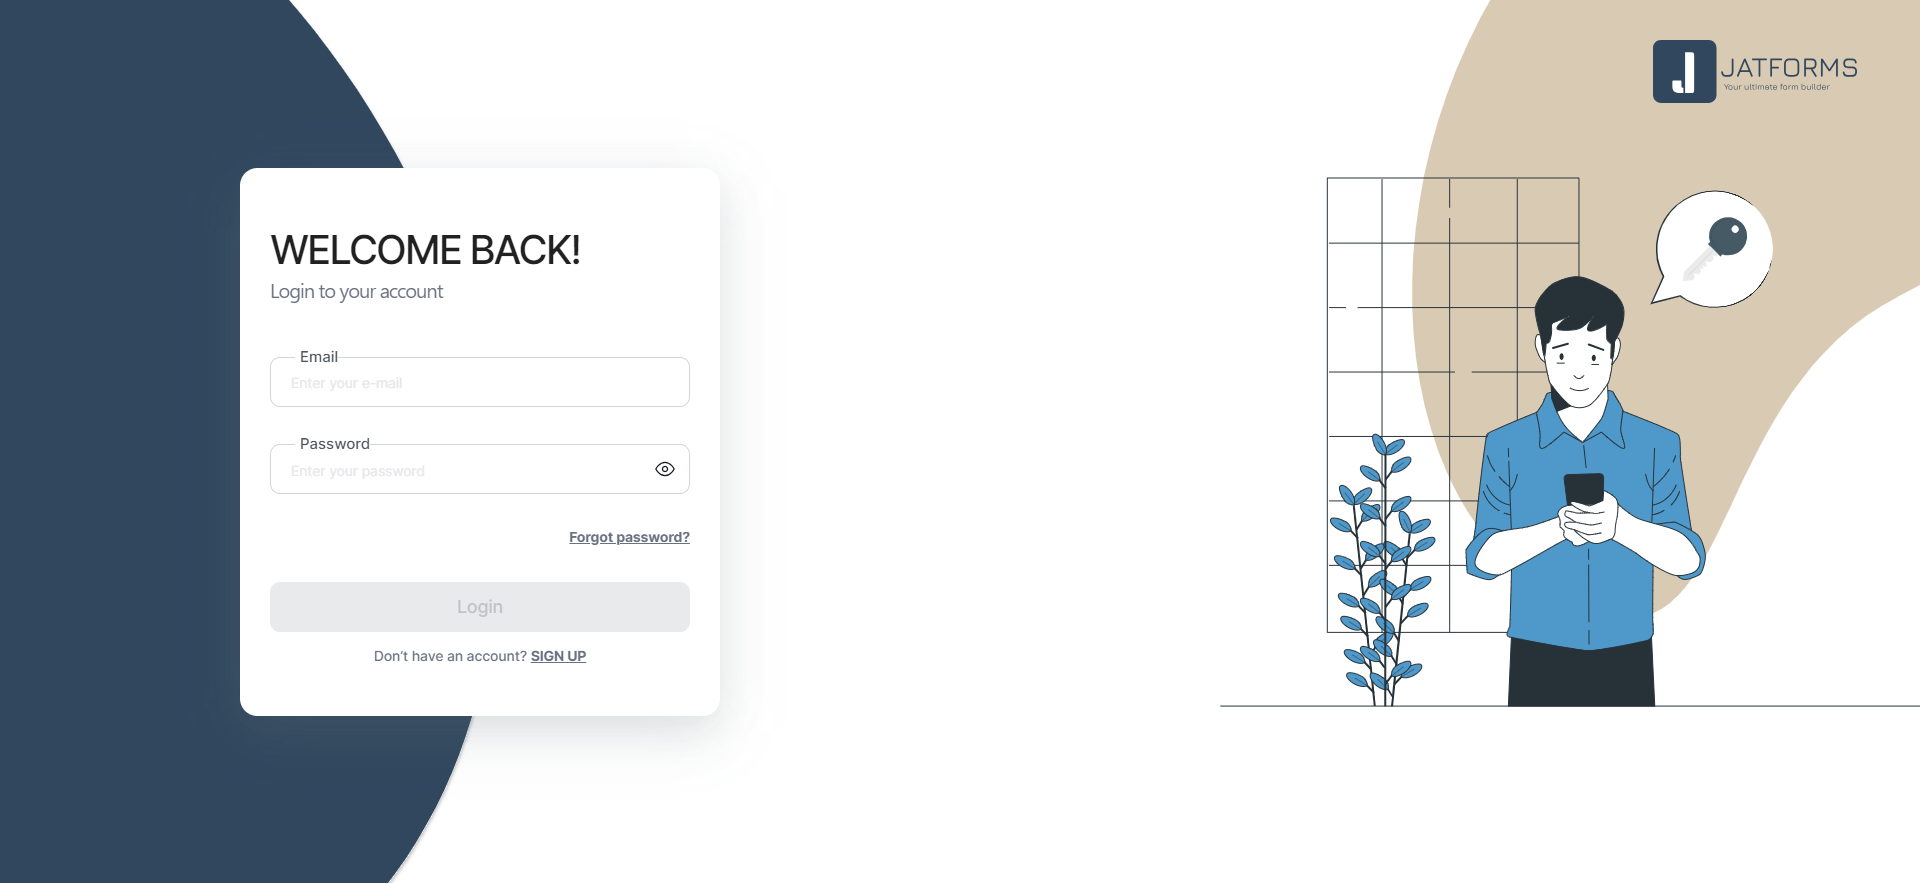 JATFORMS
Your ultimate form builder
WELCOME BACK!
Login to your account
Email
Enter your e-mail
Password
Enter your password
Forgot password?
Login
Don't have an account? SIGN UP